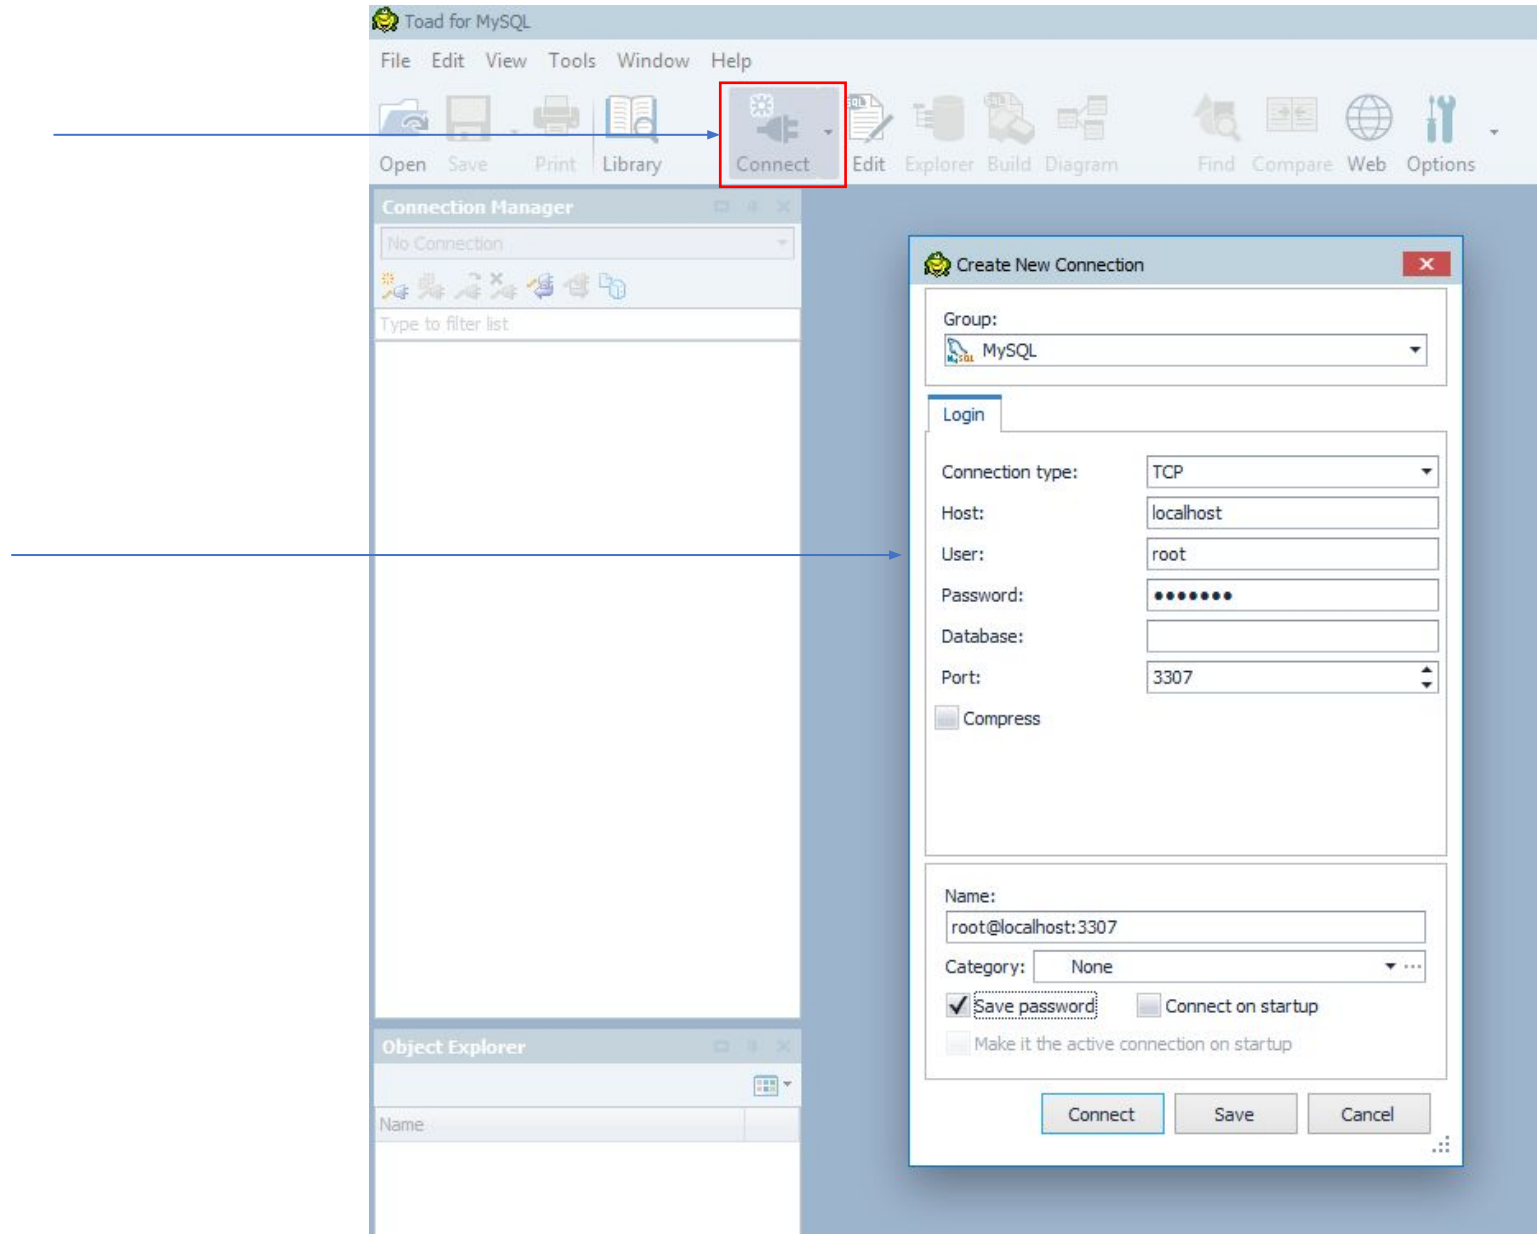 Toad for MySQL
File Edit View Tools Window Help
SQL
Open Save Print Library Connect Edit Explorer Build Diagram Find Compare Web Options
Connection Manager
No Connection
Type to filter list
Object Explorer
Name
Create New Connection
Group:
MySQL
Login
Connection type: TCP
Host: localhost
User: root
Password: •••••••
Database:
Port: 3307
Compress
Name:
root@localhost:3307
Category: None
Save password Connect on startup
Make it the active connection on startup
Connect Save Cancel